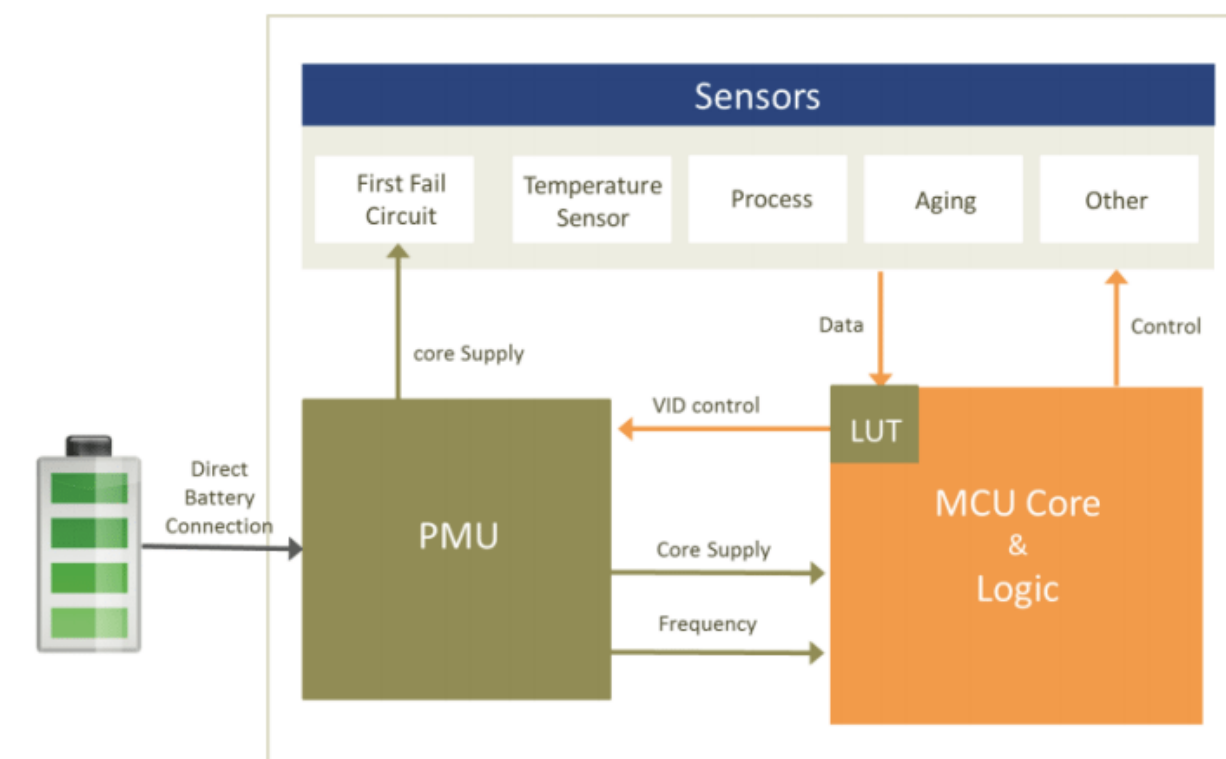 Sensors
First Fail
Circuit
Temperature
Sensor
Process
Aging
Other
Data
Control
core Supply
VID control
LUT
Direct
Battery
Connection
PMU
MCU Core
&
Logic
Core Supply
Frequency